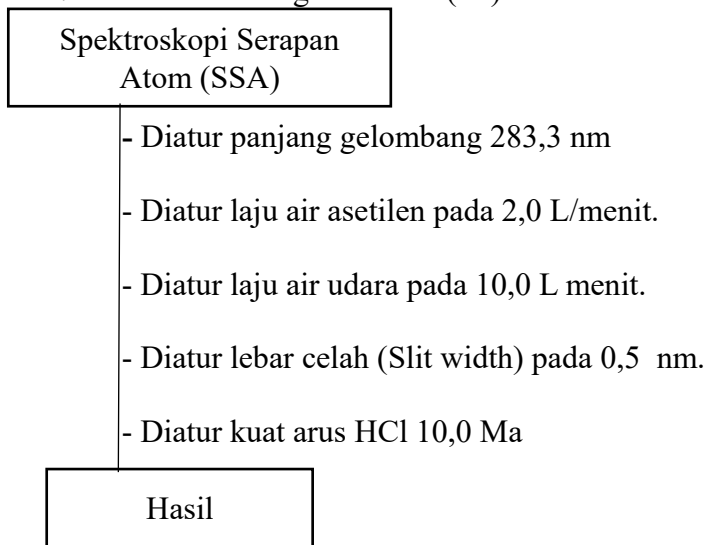 Spektroskopi Serapan
Atom (SSA)
- Diatur panjang gelombang 283,3 nm
- Diatur laju air asetilen pada 2,0 L/menit.
- Diatur laju air udara pada 10,0 L menit.
- Diatur lebar celah (Slit width) pada 0,5 nm.
- Diatur kuat arus HCl 10,0 Ma
Hasil